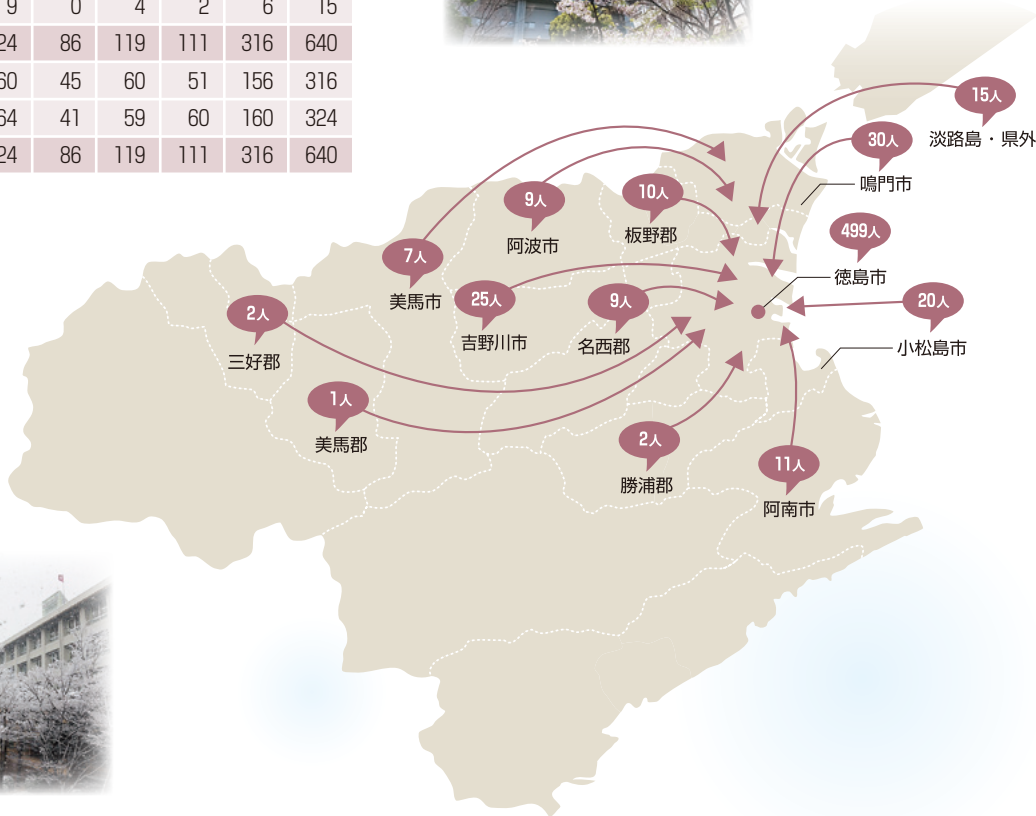 9 0 4 2 6 15
24 86 119 111 316 640
60 45 60 51 156 316
64 41 59 60 160 324
24 86 119 111 316 640
15人
淡路島・県外
30人
鳴門市
9人
阿波市
10人
板野郡
499人
徳島市
7人
美馬市
25人
吉野川市
9人
名西郡
20人
小松島市
2人
三好郡
1人
美馬郡
2人
勝浦郡
11人
阿南市